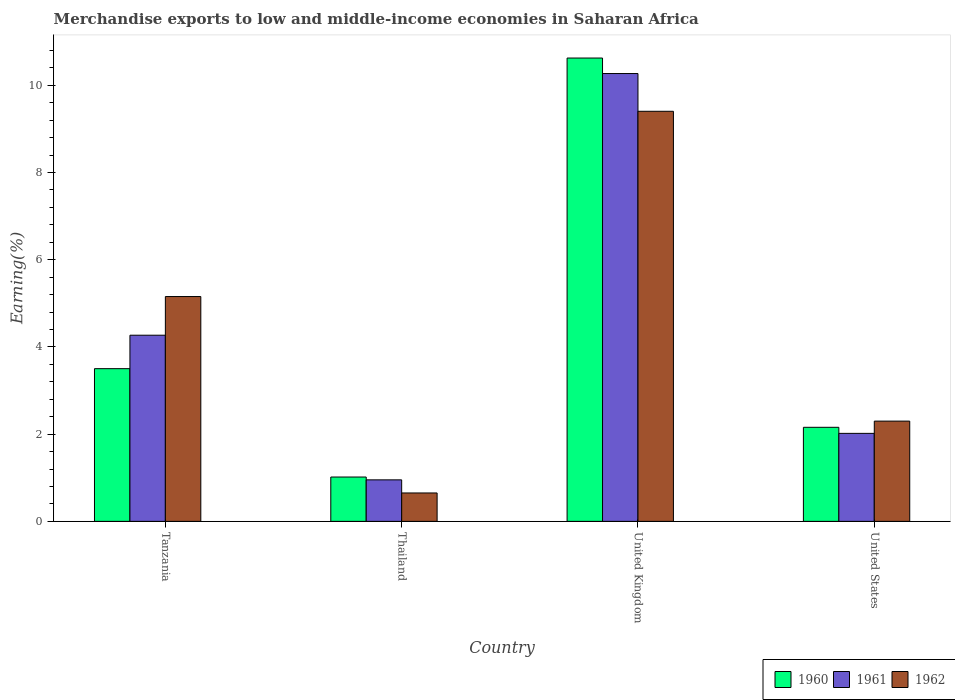 Merchandise exports to low and middle-income economies in Saharan Africa
Earning(%)
10
8
6
4
2
0
Tanzania
Thailand
United Kingdom
United States
Country
1960
1961
1962